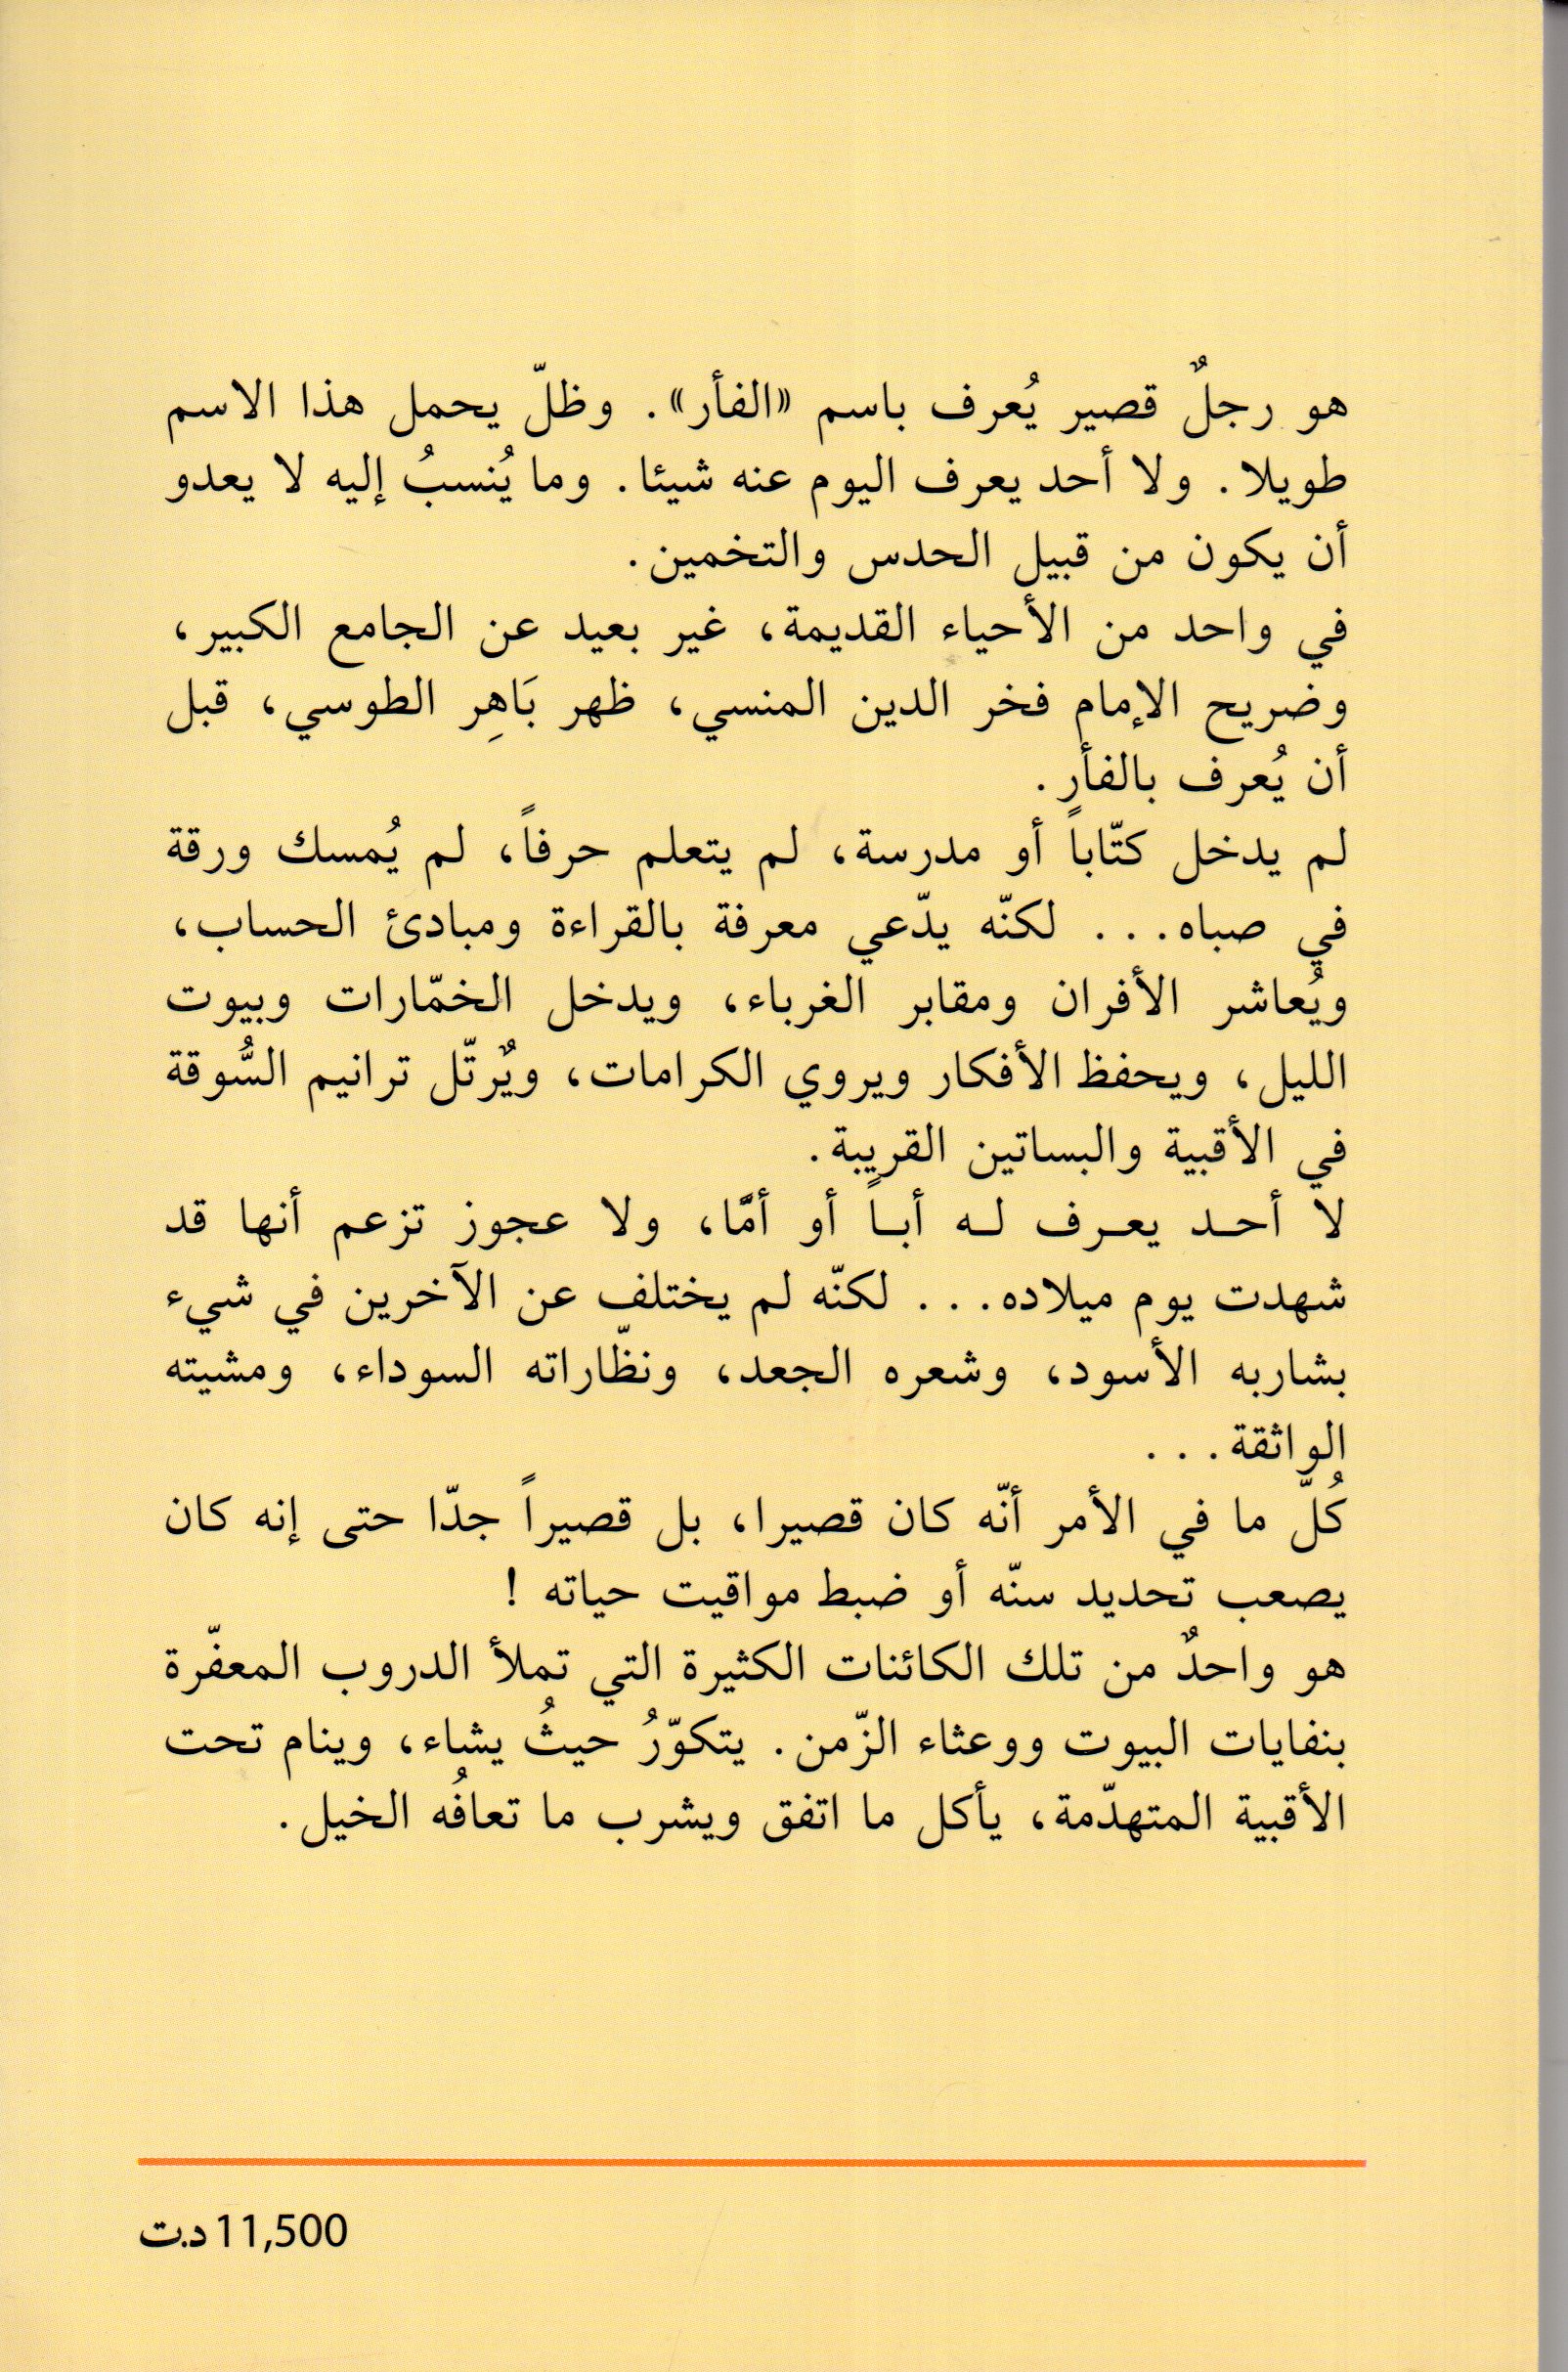 هو رجلٌ قصير يُعرف باسم «الفأر». وظلّ يحمل هذا الاسم
طويلا. ولا أحد يعرف اليوم عنه شيئا. وما يُنسبُ إليه لا يعدو
أن يكون من قبيل الحدس والتخمين.
في واحد من الأحياء القديمة، غير بعيد عن الجامع الكبير،
وضريح الإمام فخر الدين المنسي، ظهر بَاهِر الطوسي، قبل
أن يُعرف بالفأر.
لم يدخل كتّاباً أو مدرسة، لم يتعلم حرفاً، لم يُمسك ورقة
في صباه... لكنّه يدّعي معرفة بالقراءة ومبادئ الحساب،
ويُعاشر الأفران ومقابر الغرباء، ويدخل الخمّارات وبيوت
الليل، ويحفظ الأفكار ويروي الكرامات، ويٌرتّل ترانيم السُّوقة
في الأقبية والبساتين القريبة.
لا أحـد يعـرف لـه أبـاً أو أمّا، ولا عجوز تزعم أنها قد
شهدت يوم ميلاده... لكنّه لم يختلف عن الآخرين في شيء
بشاربه الأسود، وشعره الجعد، ونظّاراته السوداء، ومشيته
الواثقة...
كُلّ ما في الأمر أنّه كان قصيرا، بل قصيراً جدّا حتى إنه كان
يصعب تحديد سنّه أو ضبط مواقيت حياته !
هو واحدٌ من تلك الكائنات الكثيرة التي تملأ الدروب المعفّرة
بنفايات البيوت ووعثاء الزّمن. يتكوّرُ حيثُ يشاء، وينام تحت
الأقبية المتهدّمة، يأكل ما اتفق ويشرب ما تعافُه الخيل.
11,500 د.ت